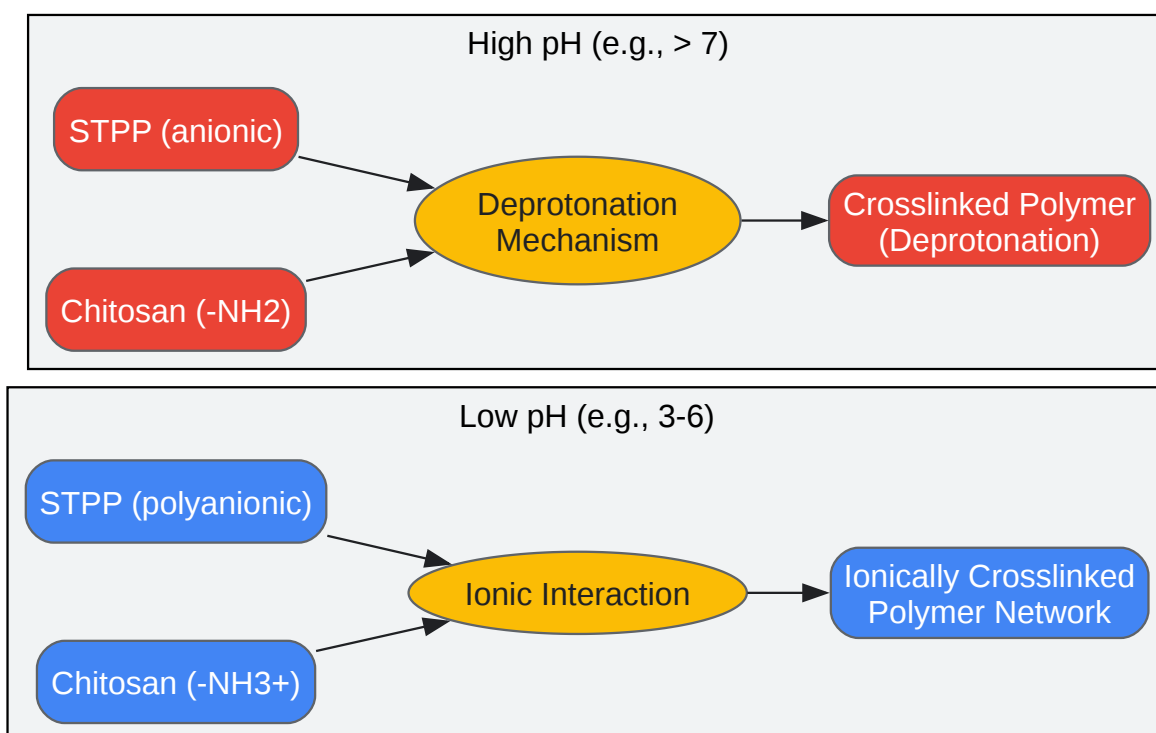 High pH (e.g., > 7)
STPP (anionic)
Chitosan (-NH2)
Deprotonation
Mechanism
Crosslinked Polymer
(Deprotonation)
Low pH (e.g., 3-6)
STPP (polyanionic)
Chitosan (-NH3+)
Ionic Interaction
Ionically Crosslinked
Polymer Network